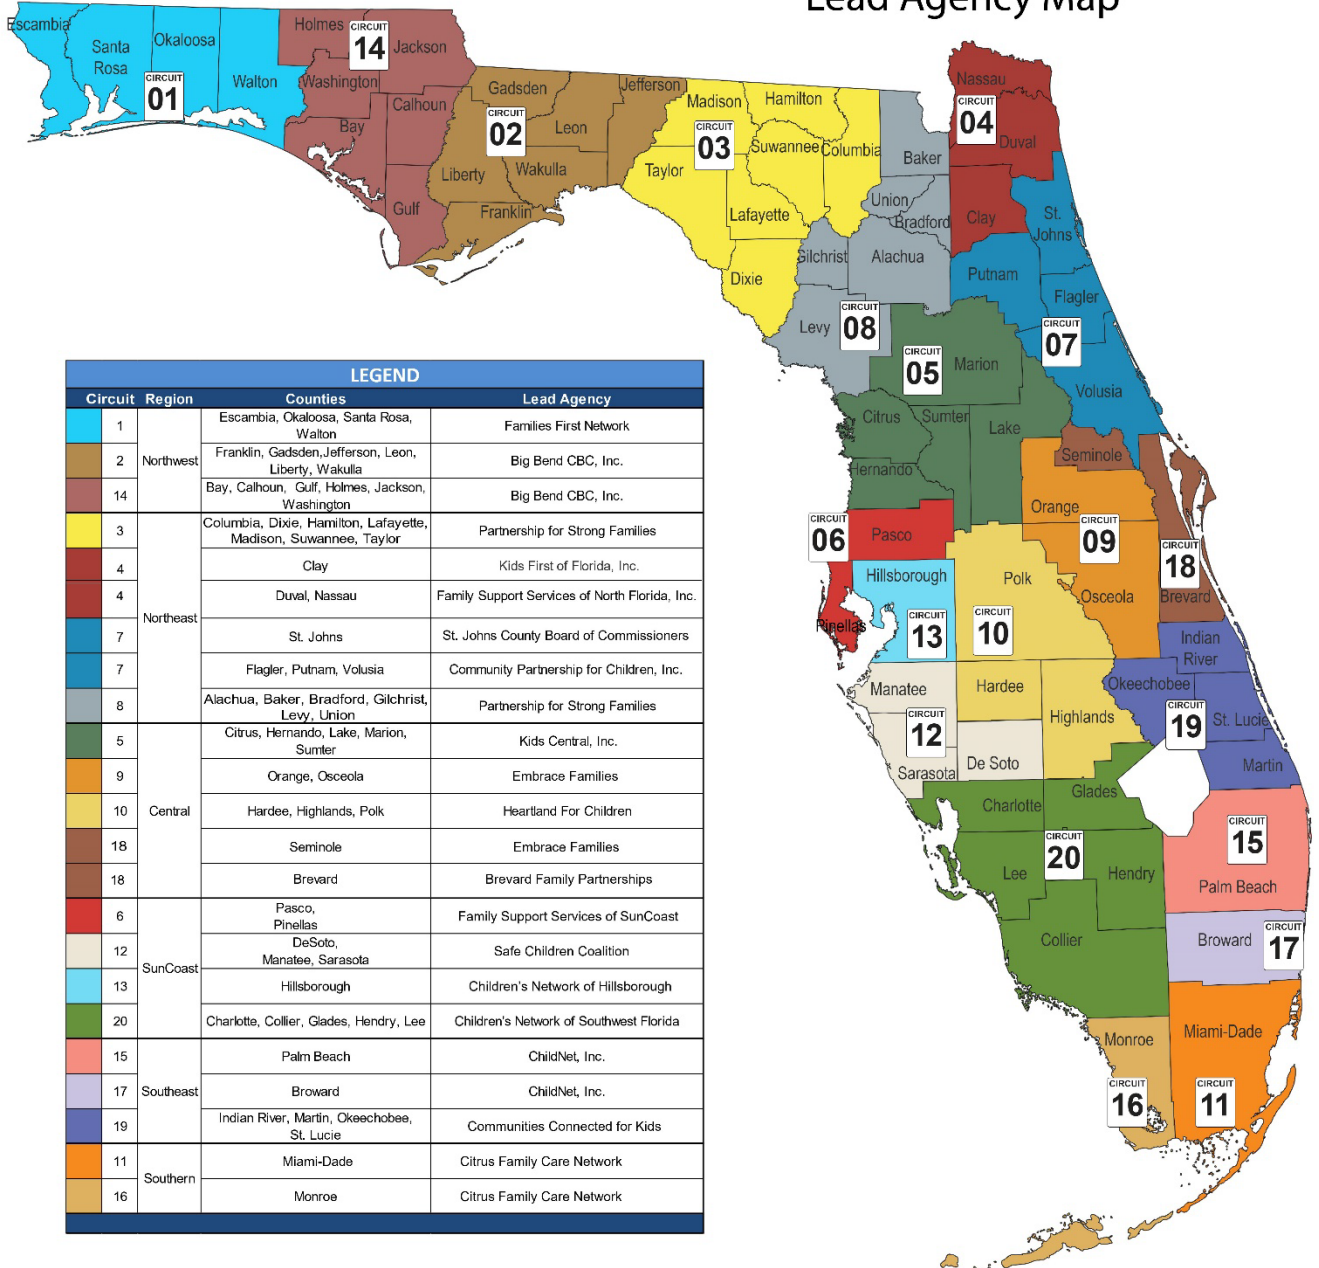 Lead Agency Map
Escambia
Santa
Rosa
Okaloosa
Walton
CIRCUIT
01
Holmes
CIRCUIT
14
Jackson
Washington
Calhoun
Bay
Gulf
Gadsden
Jefferson
CIRCUIT
02
Leon
Liberty
Wakulla
Franklin
Madison
Hamilton
CIRCUIT
03
Suwannee
Columbia
Taylor
Lafayette
Dixie
Nassau
CIRCUIT
04
Duval
Clay
Baker
Union
Bradford
Gilchrist
Alachua
Levy
CIRCUIT
08
St.
Johns
Putnam
Flagler
CIRCUIT
07
Volusia
CIRCUIT
05
Marion
Citrus
Sumter
Lake
Hernando
Seminole
Orange
CIRCUIT
09
Osceola
CIRCUIT
18
Brevard
CIRCUIT
06
Pasco
Pinellas
Hillsborough
CIRCUIT
13
Polk
CIRCUIT
10
Hardee
Highlands
Manatee
CIRCUIT
12
Sarasota
De Soto
Indian
River
Okeechobee
CIRCUIT
19
St. Lucie
Martin
Charlotte
Glades
CIRCUIT
20
Lee
Hendry
Collier
CIRCUIT
15
Palm Beach
Broward
CIRCUIT
17
Monroe
CIRCUIT
16
Miami-Dade
CIRCUIT
11
LEGEND
Circuit Region Counties Lead Agency
1 Escambia, Okaloosa, Santa Rosa, Walton Families First Network
Northwest
2 Franklin, Gadsden,Jefferson, Leon, Liberty, Wakulla Big Bend CBC, Inc.
14 Bay, Calhoun, Gulf, Holmes, Jackson, Washington Big Bend CBC, Inc.
3 Columbia, Dixie, Hamilton, Lafayette, Madison, Suwannee, Taylor Partnership for Strong Families
4 Clay Kids First of Florida, Inc.
4 Duval, Nassau Family Support Services of North Florida, Inc.
Northeast
7 St. Johns St. Johns County Board of Commissioners
7 Flagler, Putnam, Volusia Community Partnership for Children, Inc.
8 Alachua, Baker, Bradford, Gilchrist, Levy, Union Partnership for Strong Families
5 Citrus, Hernando, Lake, Marion, Sumter Kids Central, Inc.
9 Orange, Osceola Embrace Families
10 Central Hardee, Highlands, Polk Heartland For Children
18 Seminole Embrace Families
18 Brevard Brevard Family Partnerships
6 Pasco, Pinellas Family Support Services of SunCoast
12 DeSoto, Manatee, Sarasota Safe Children Coalition
SunCoast
13 Hillsborough Children's Network of Hillsborough
20 Charlotte, Collier, Glades, Hendry, Lee Children's Network of Southwest Florida
15 Palm Beach ChildNet, Inc.
17 Southeast Broward ChildNet, Inc.
19 Indian River, Martin, Okeechobee, St. Lucie Communities Connected for Kids
11 Miami-Dade Citrus Family Care Network
Southern
16 Monroe Citrus Family Care Network